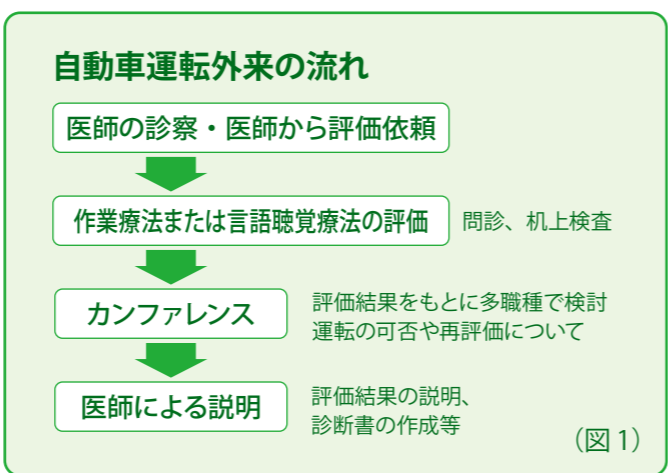 自動車運転外来の流れ
医師の診察・医師から評価依頼
作業療法または言語聴覚療法の評価
問診、机上検査
カンファレンス
評価結果をもとに多職種で検討
運転の可否や再評価について
医師による説明
評価結果の説明、
診断書の作成等
（図 1）